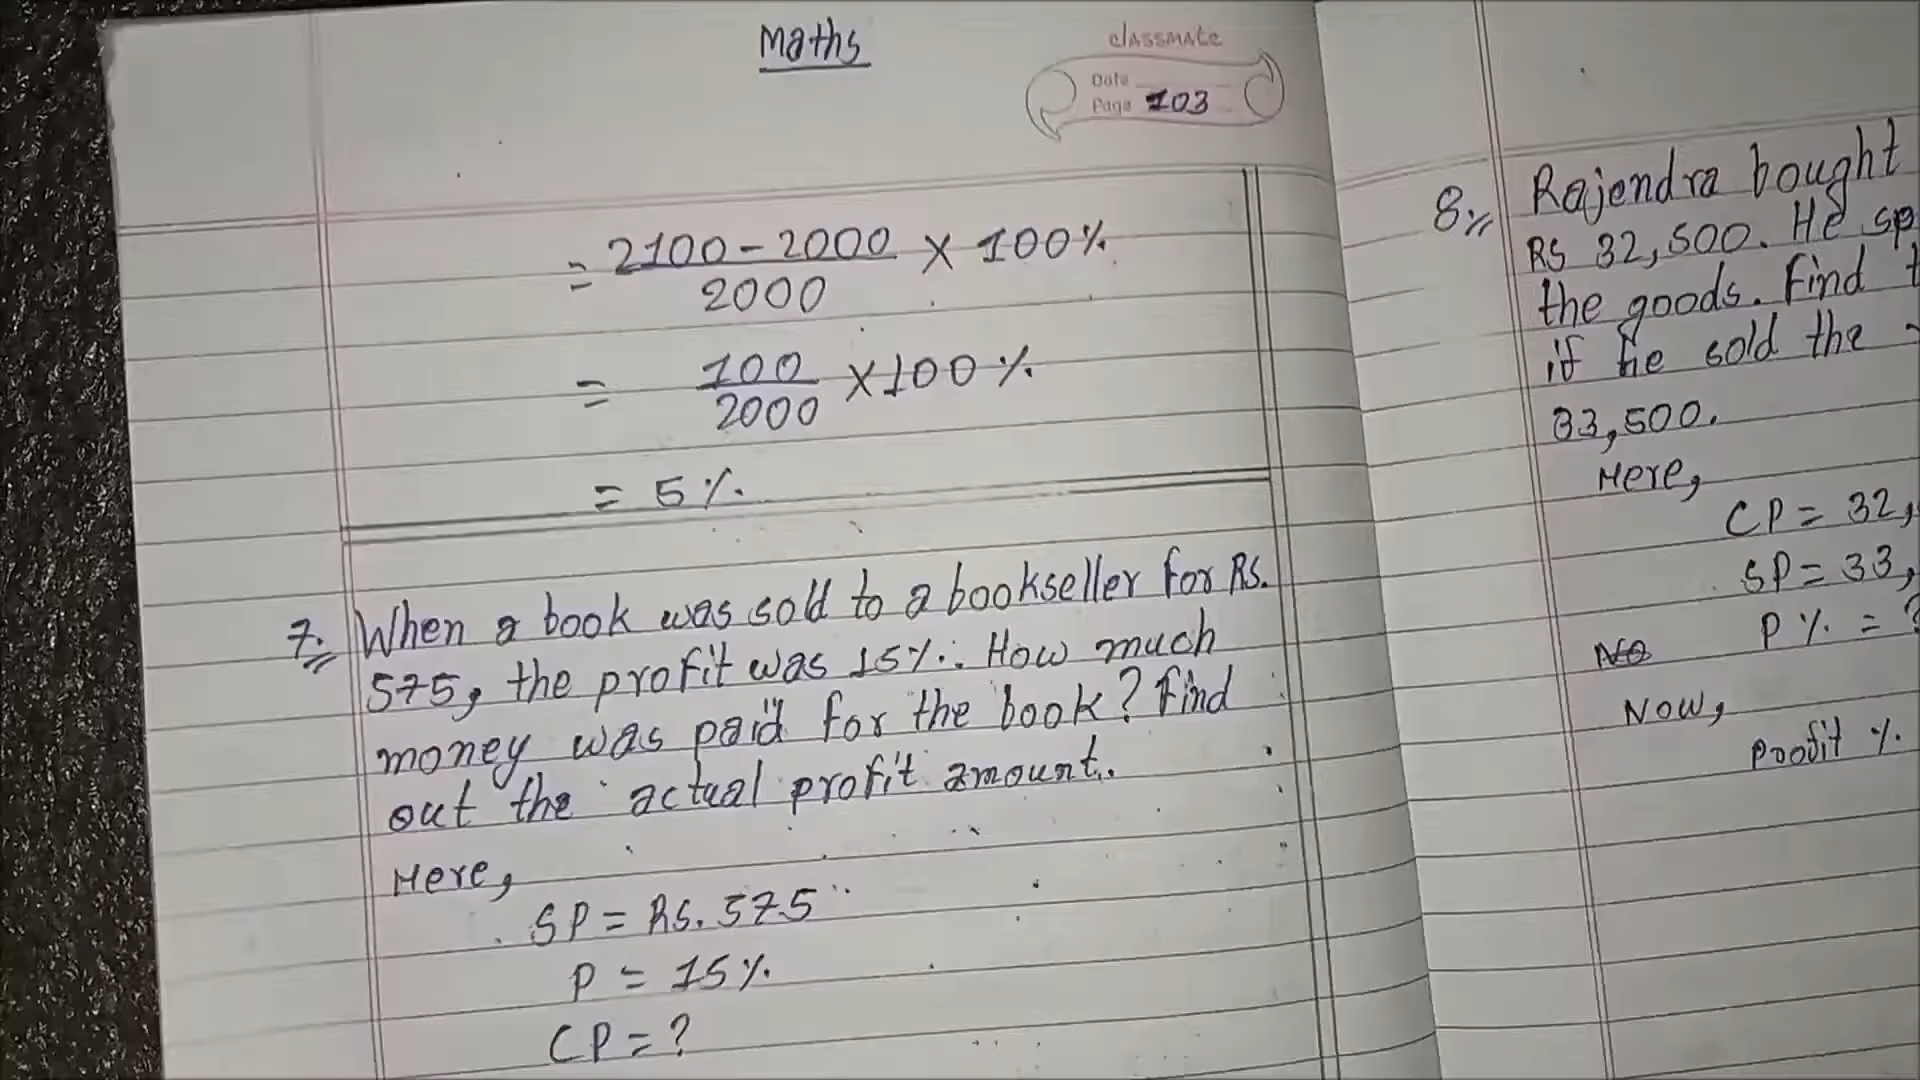 Maths
classmate
Date
Page 103
= 2100 - 2000 / 2000 × 100%
= 100 / 2000 × 100%
= 5%.
7. When a book was sold to a bookseller for Rs.
575, the profit was 15%. How much
money was paid for the book? Find
out the actual profit amount.
Here,
SP = Rs. 575
P = 15%.
CP = ?
8. Rajendra bought
RS 32,500. He sp
the goods. Find t
if he sold the
33,500.
Here,
CP = 32,
SP = 33,
P% = ?
Now,
Profit %.